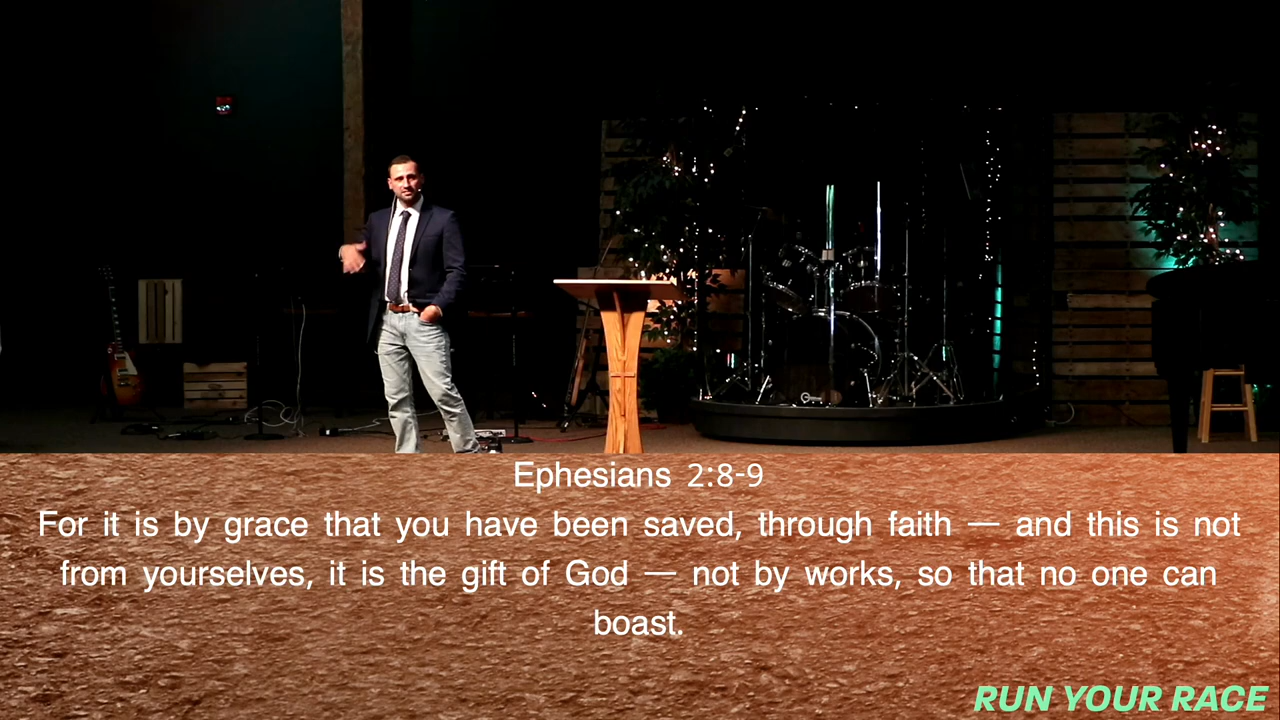 Ephesians 2:8-9
For it is by grace that you have been saved, through faith — and this is not
from yourselves, it is the gift of God — not by works, so that no one can
boast.
RUN YOUR RACE